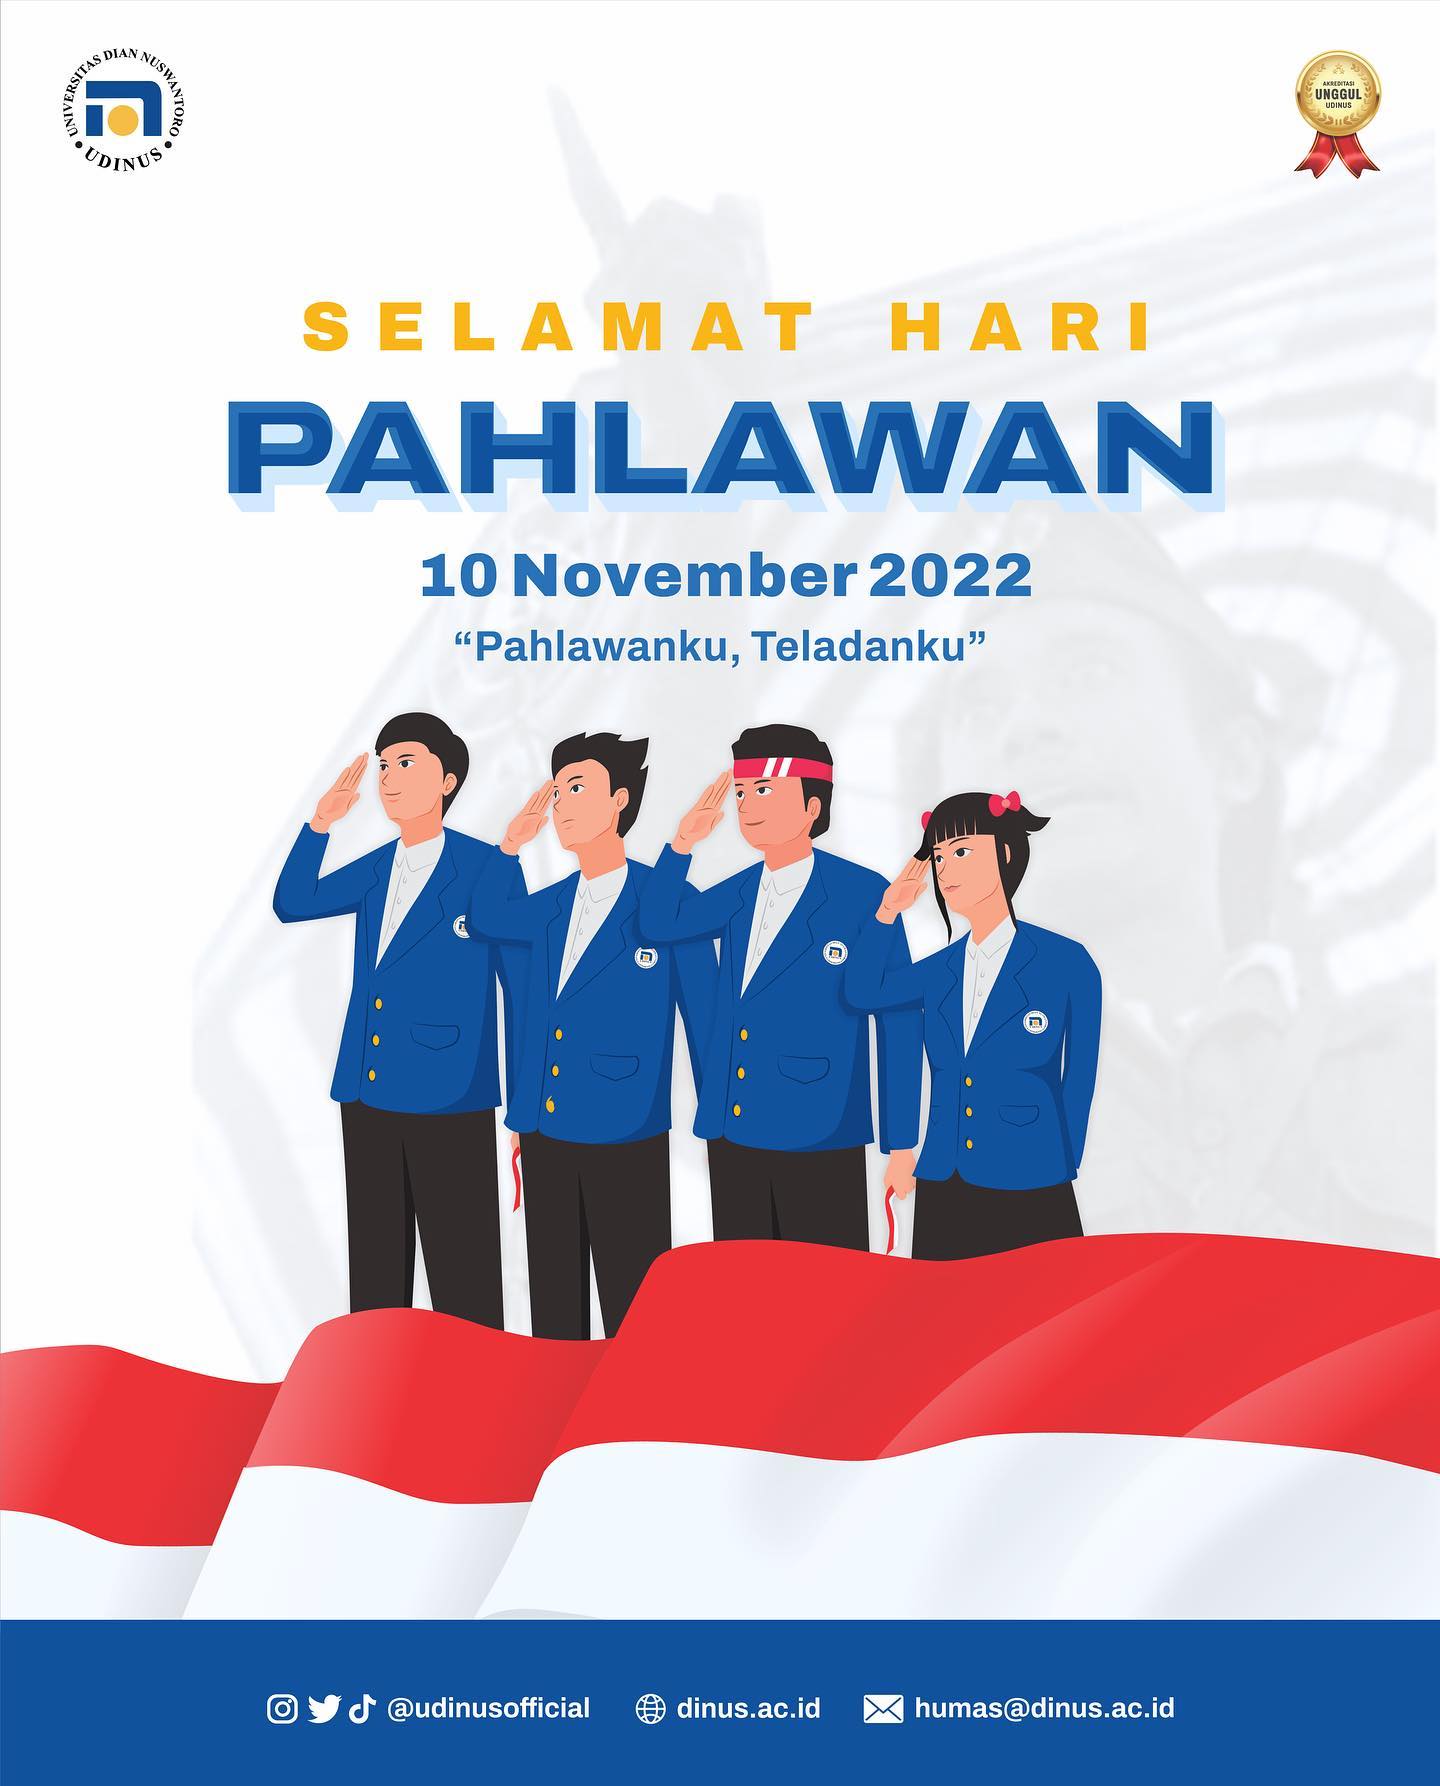 UNIVERSITAS DIAN NUSWANTORO
• UDINUS •
AKREDITASI
UNGGUL
UDINUS
SELAMAT HARI
PAHLAWAN
10 November 2022
“Pahlawanku, Teladanku”
@udinusofficial dinus.ac.id humas@dinus.ac.id